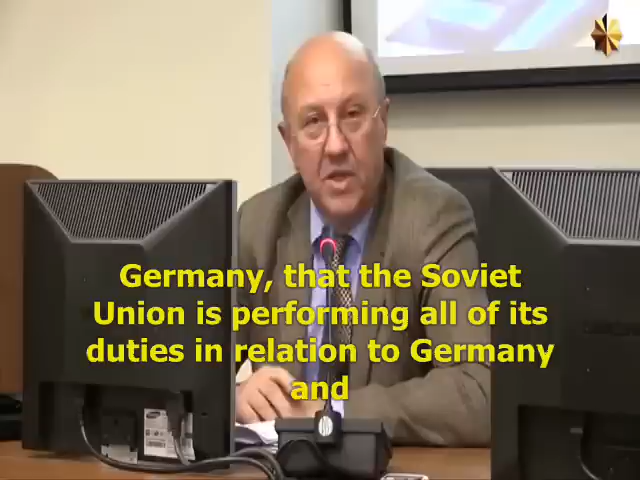 Germany, that the Soviet
Union is performing all of its
duties in relation to Germany
and